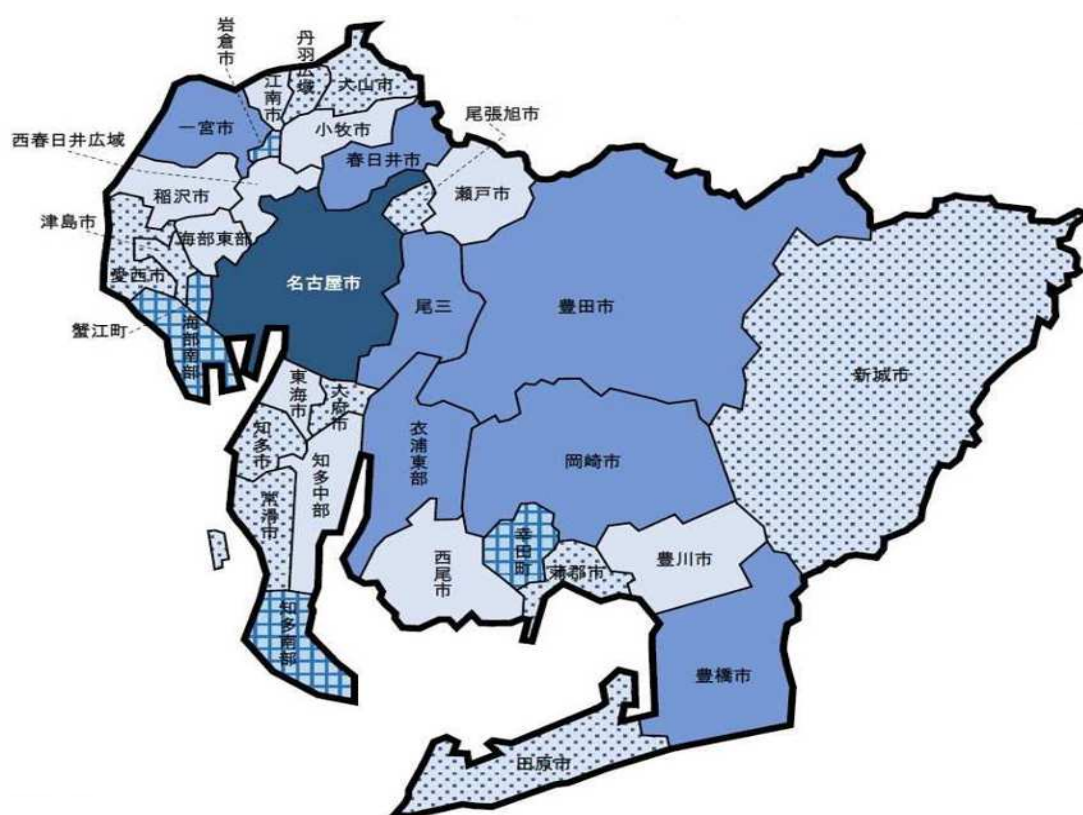 岩倉市
丹羽広域
江南市
犬山市
尾張旭市
一宮市
小牧市
西春日井広域
春日井市
瀬戸市
稲沢市
津島市
海部東部
愛西市
名古屋市
尾三
豊田市
蟹江町
海部南部
新城市
東海市
大府市
知多市
衣浦東部
岡崎市
知多中部
常滑市
幸田町
西尾市
蒲郡市
豊川市
知多南部
豊橋市
田原市